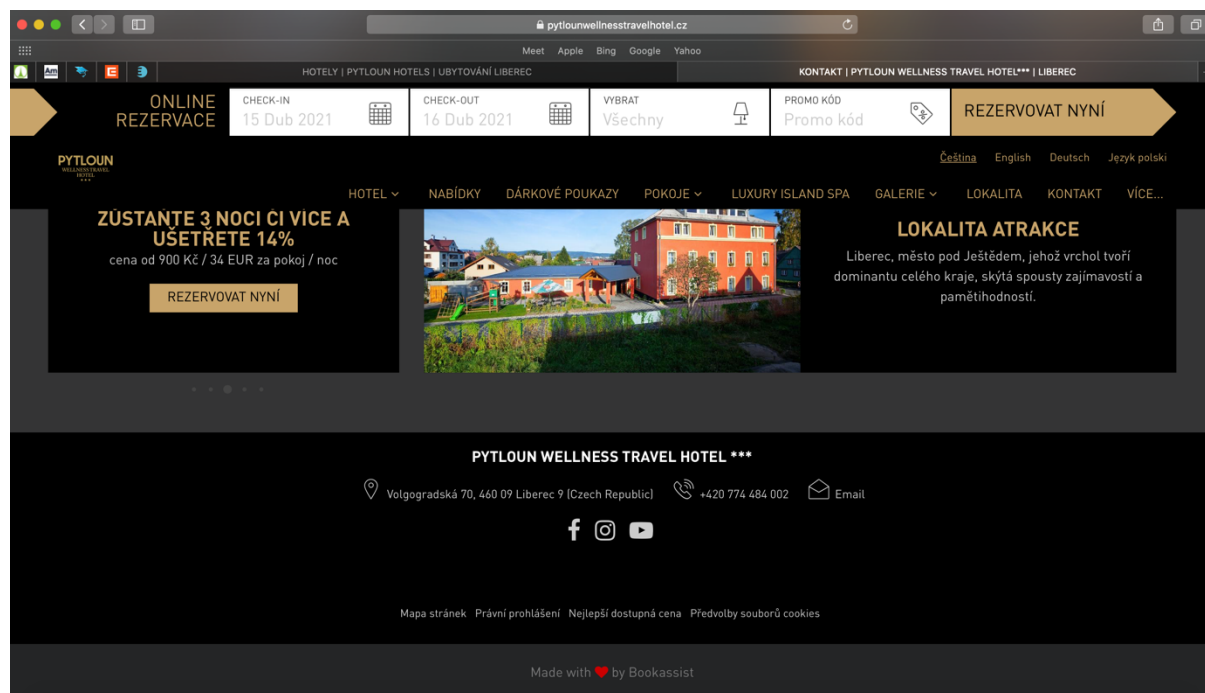 pytlounwellnesstravelhotel.cz
Meet Apple Bing Google Yahoo
Am
HOTELY | PYTLOUN HOTELS | UBYTOVÁNÍ LIBEREC
KONTAKT | PYTLOUN WELLNESS TRAVEL HOTEL*** | LIBEREC
ONLINE
REZERVACE
CHECK-IN
15 Dub 2021
CHECK-OUT
16 Dub 2021
VYBRAT
Všechny
PROMO KÓD
Promo kód
REZERVOVAT NYNÍ
PYTLOUN
WELLNESS TRAVEL
HOTEL
***
Čeština English Deutsch Język polski
HOTEL NABÍDKY DÁRKOVÉ POUKAZY POKOJE LUXURY ISLAND SPA GALERIE LOKALITA KONTAKT VÍCE...
ZŮSTAŇTE 3 NOCI ČI VÍCE A
UŠETŘETE 14%
cena od 900 Kč / 34 EUR za pokoj / noc
REZERVOVAT NYNÍ
LOKALITA ATRAKCE
Liberec, město pod Ještědem, jehož vrchol tvoří
dominantu celého kraje, skýtá spousty zajímavostí a
pamětihodností.
PYTLOUN WELLNESS TRAVEL HOTEL ***
Volgogradská 70, 460 09 Liberec 9 (Czech Republic) +420 774 484 002 Email
Mapa stránek Právní prohlášení Nejlepší dostupná cena Předvolby souborů cookies
Made with ❤ by Bookassist